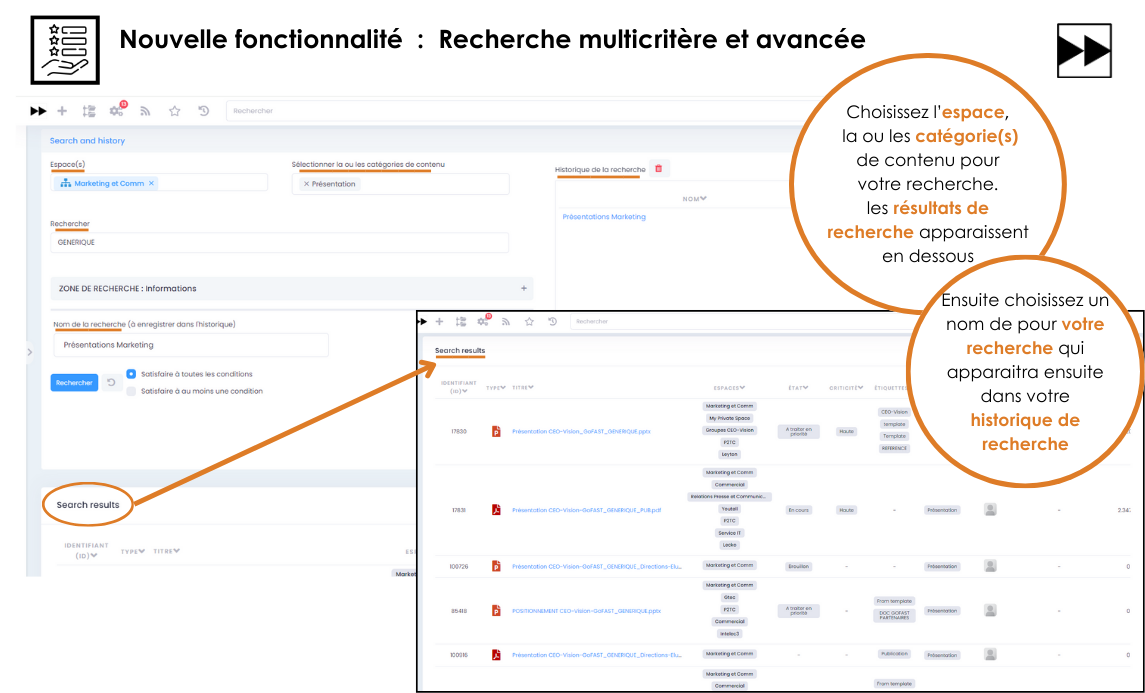 Nouvelle fonctionnalité : Recherche multicritère et avancée
Rechercher
Search and history
Espace(s)
Marketing et Comm ×
Sélectionner la ou les catégories de contenu
× Présentation
Historique de la recherche
NOM
Présentations Marketing
Rechercher
GENERIQUE
ZONE DE RECHERCHE : Informations +
Nom de la recherche (à enregistrer dans l'historique)
Présentations Marketing
Rechercher
Satisfaire à toutes les conditions
Satisfaire à au moins une condition
Search results
IDENTIFIANT (ID) TYPE TITRE
Choisissez l'espace,
la ou les catégorie(s)
de contenu pour
votre recherche.
les résultats de
recherche apparaissent
en dessous
Ensuite choisissez un
nom de pour votre
recherche qui
apparaitra ensuite
dans votre
historique de
recherche
Rechercher
Search results
IDENTIFIANT (ID) TYPE TITRE ESPACES ÉTAT CRITICITÉ
17830 Présentation CEO-Vision_GoFAST_GENERIQUE.pptx
Marketing et Comm
My Private Space
Groupes CEO-Vision
P2TC
Leyton
A traiter en priorité
Haute
CEO-Vision
template
Template
REFERENCE
17831 Présentation CEO-Vision-GoFAST_GENERIQUE_PUB.pdf
Marketing et Comm
Commercial
Relations Presse et Communic...
Youdell
P2TC
Service IT
Lecko
En cours
Haute
-
Présentation
-
100726 Présentation CEO-Vision-GoFAST_GENERIQUE_Directions-Elu...
Marketing et Comm
Brouillon
-
-
Présentation
-
0
85418 POSITIONNEMENT CEO-Vision-GoFAST_GENERIQUE.pptx
Marketing et Comm
Gtec
P2TC
Commercial
Intelsc3
A traiter en priorité
-
From template
DOC GOFAST PARTENAIRES
Présentation
-
0
100916 Présentation CEO-Vision-GoFAST_GENERIQUE_Directions-Elu...
Marketing et Comm
-
-
Publication
Présentation
-
0
Marketing et Comm
Commercial
From template